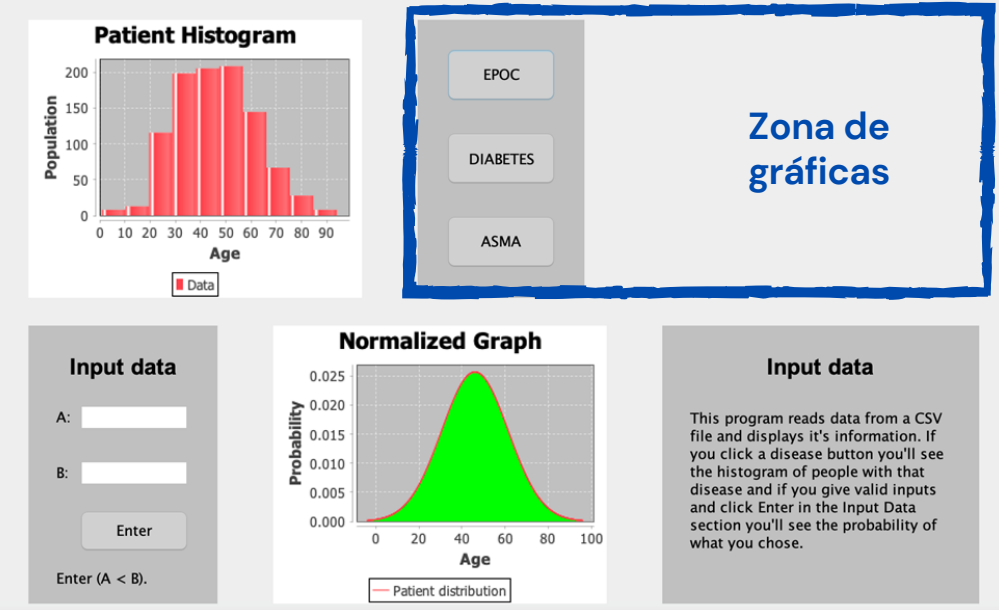 Patient Histogram
Population
200
150
100
50
0
0 10 20 30 40 50 60 70 80 90
Age
Data
EPOC
DIABETES
ASMA
Zona de
gráficas
Input data
A:
B:
Enter
Enter (A < B).
Normalized Graph
Probability
0.025
0.020
0.015
0.010
0.005
0.000
0 20 40 60 80 100
Age
Patient distribution
Input data
This program reads data from a CSV
file and displays it's information. If
you click a disease button you'll see
the histogram of people with that
disease and if you give valid inputs
and click Enter in the Input Data
section you'll see the probability of
what you chose.